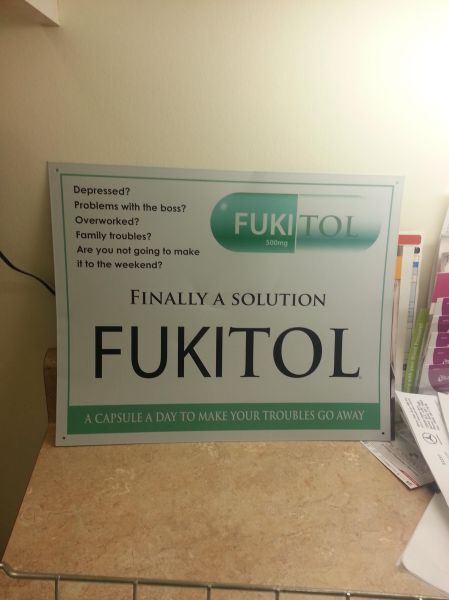 Depressed?
Problems with the boss?
Overworked?
Family troubles?
Are you not going to make
it to the weekend?
FUKITOL
500mg
FINALLY A SOLUTION
FUKITOL
A CAPSULE A DAY TO MAKE YOUR TROUBLES GO AWAY